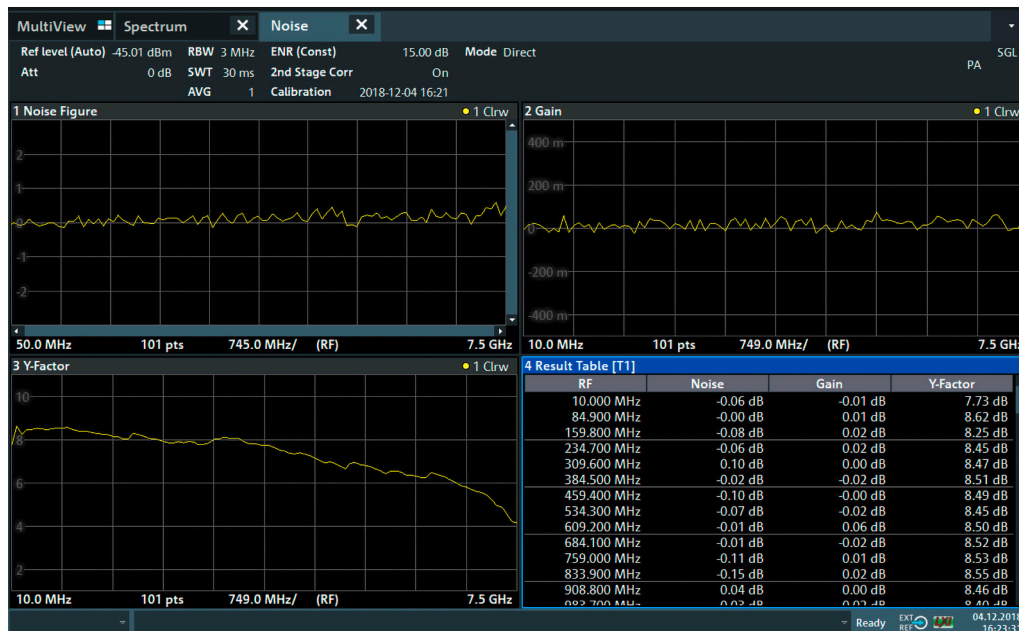 MultiView Spectrum X Noise X
Ref level (Auto) -45.01 dBm RBW 3 MHz ENR (Const) 15.00 dB Mode Direct SGL
Att 0 dB SWT 30 ms 2nd Stage Corr On PA
AVG 1 Calibration 2018-12-04 16:21
1 Noise Figure 1 Clrw
2
1
0
-1
-2
50.0 MHz 101 pts 745.0 MHz/ (RF) 7.5 GHz
2 Gain 1 Clrw
400 m
200 m
0
-200 m
-400 m
10.0 MHz 101 pts 749.0 MHz/ (RF) 7.5 GH
3 Y-Factor 1 Clrw
10
8
6
4
2
10.0 MHz 101 pts 749.0 MHz/ (RF) 7.5 GHz
4 Result Table [T1]
RF Noise Gain Y-Factor
10.000 MHz -0.06 dB -0.01 dB 7.73 dB
84.900 MHz -0.00 dB 0.01 dB 8.62 dB
159.800 MHz -0.08 dB 0.02 dB 8.25 dB
234.700 MHz -0.06 dB 0.02 dB 8.45 dB
309.600 MHz 0.10 dB 0.00 dB 8.47 dB
384.500 MHz -0.02 dB -0.02 dB 8.51 dB
459.400 MHz -0.10 dB -0.00 dB 8.49 dB
534.300 MHz -0.07 dB -0.02 dB 8.45 dB
609.200 MHz -0.01 dB 0.06 dB 8.50 dB
684.100 MHz -0.01 dB -0.02 dB 8.52 dB
759.000 MHz -0.11 dB 0.01 dB 8.53 dB
833.900 MHz -0.15 dB 0.02 dB 8.55 dB
908.800 MHz 0.04 dB 0.00 dB 8.46 dB
Ready EXT REF 04.12.2018
16:23:31